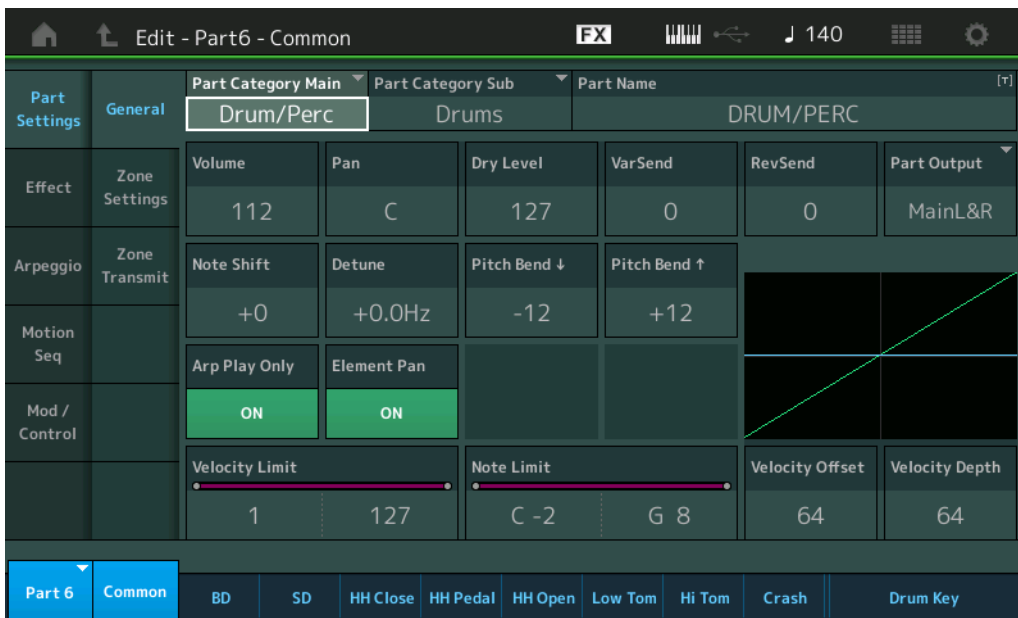 Edit - Part6 - Common
FX
♩ 140
Part
Settings
General
Part Category Main
Part Category Sub
Part Name
[T]
Drum/Perc
Drums
DRUM/PERC
Effect
Zone
Settings
Volume
Pan
Dry Level
VarSend
RevSend
Part Output
112
C
127
0
0
MainL&R
Arpeggio
Zone
Transmit
Note Shift
Detune
Pitch Bend ↓
Pitch Bend ↑
+0
+0.0Hz
-12
+12
Motion
Seq
Arp Play Only
Element Pan
ON
ON
Mod /
Control
Velocity Limit
Note Limit
Velocity Offset
Velocity Depth
1
127
C -2
G 8
64
64
Part 6
Common
BD
SD
HH Close
HH Pedal
HH Open
Low Tom
Hi Tom
Crash
Drum Key